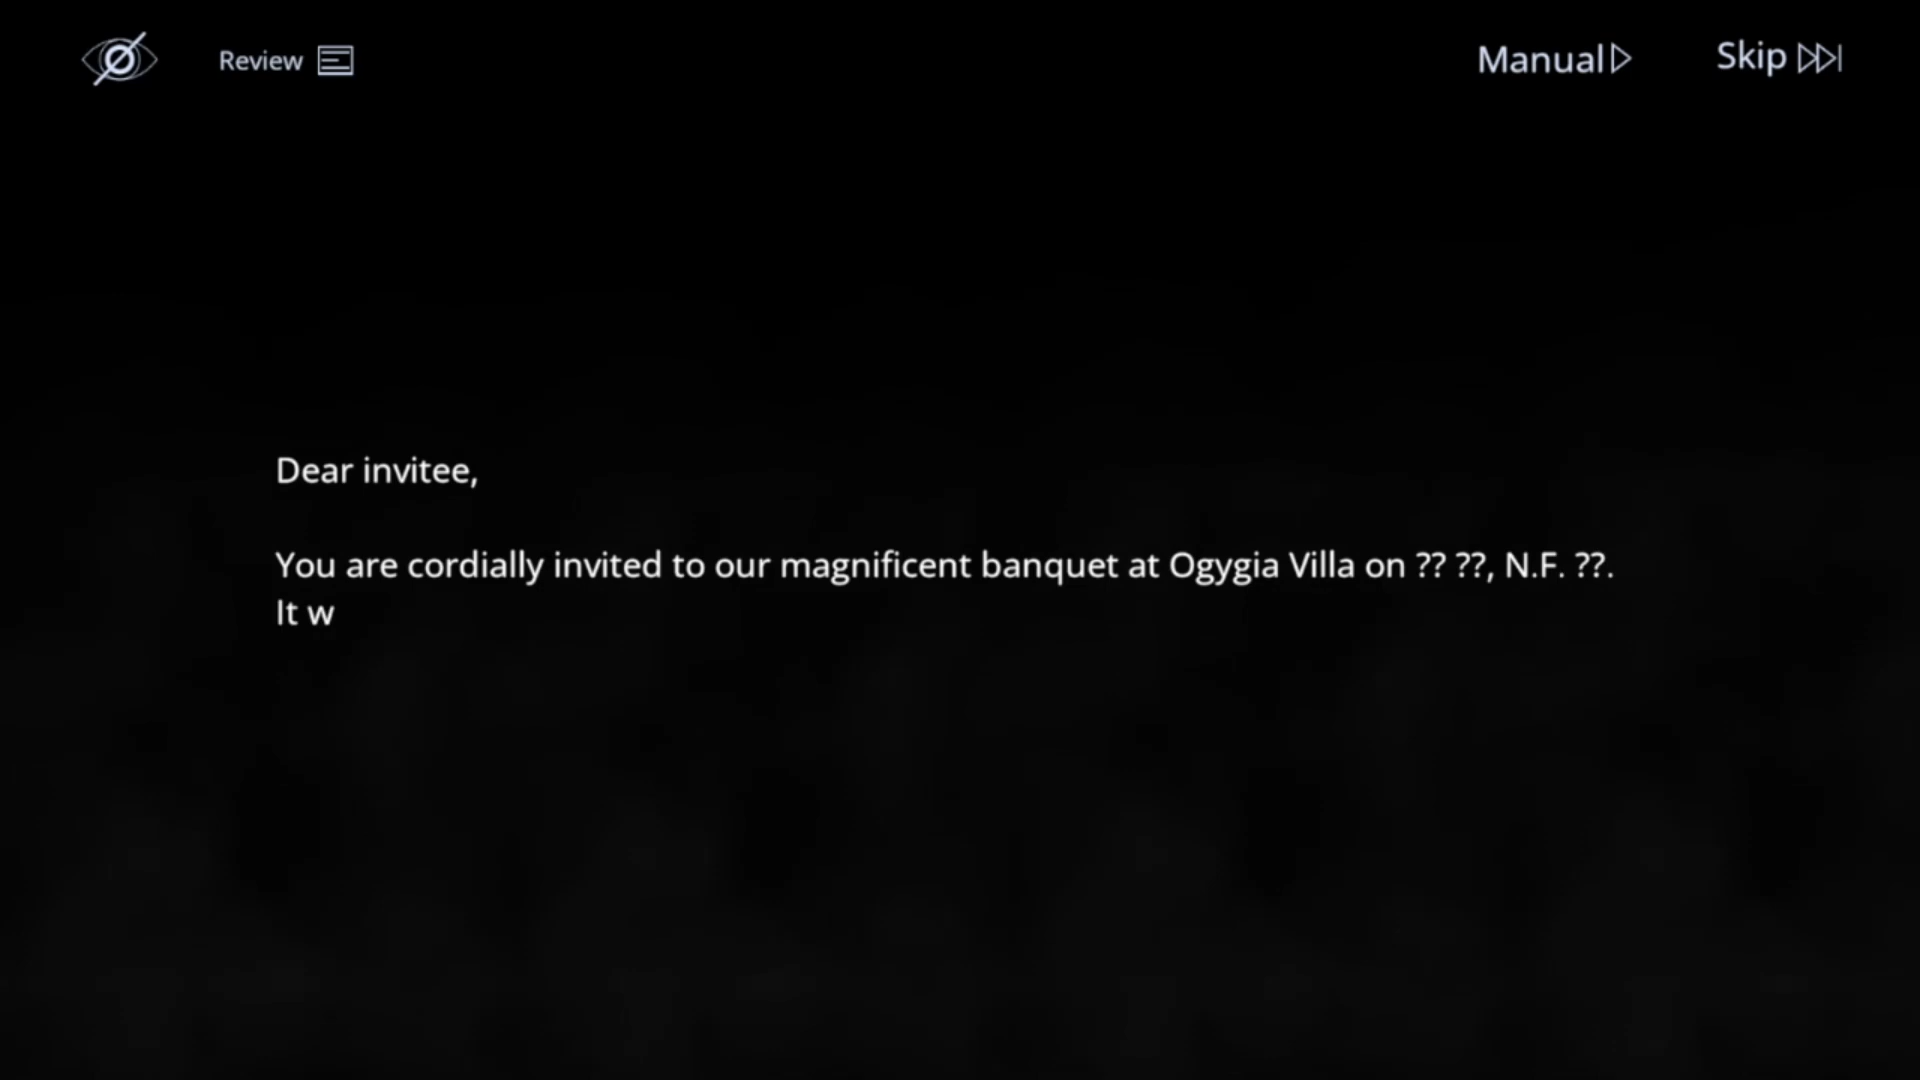 Review
Manual
Skip
Dear invitee,
You are cordially invited to our magnificent banquet at Ogygia Villa on ?? ??, N.F. ??.
It w